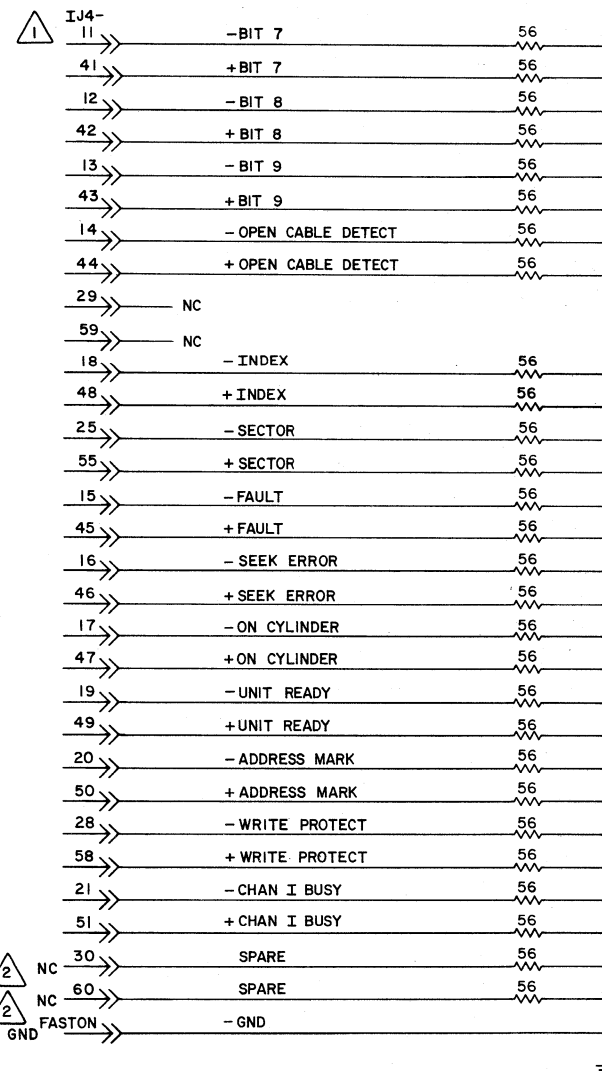 IJ4-
1
11 -BIT 7 56
41 +BIT 7 56
12 -BIT 8 56
42 +BIT 8 56
13 -BIT 9 56
43 +BIT 9 56
14 -OPEN CABLE DETECT 56
44 +OPEN CABLE DETECT 56
29 NC
59 NC
18 -INDEX 56
48 +INDEX 56
25 -SECTOR 56
55 +SECTOR 56
15 -FAULT 56
45 +FAULT 56
16 -SEEK ERROR 56
46 +SEEK ERROR 56
17 -ON CYLINDER 56
47 +ON CYLINDER 56
19 -UNIT READY 56
49 +UNIT READY 56
20 -ADDRESS MARK 56
50 +ADDRESS MARK 56
28 -WRITE PROTECT 56
58 +WRITE PROTECT 56
21 -CHAN I BUSY 56
51 +CHAN I BUSY 56
2 NC 30 SPARE 56
2 NC 60 SPARE 56
GND FASTON -GND